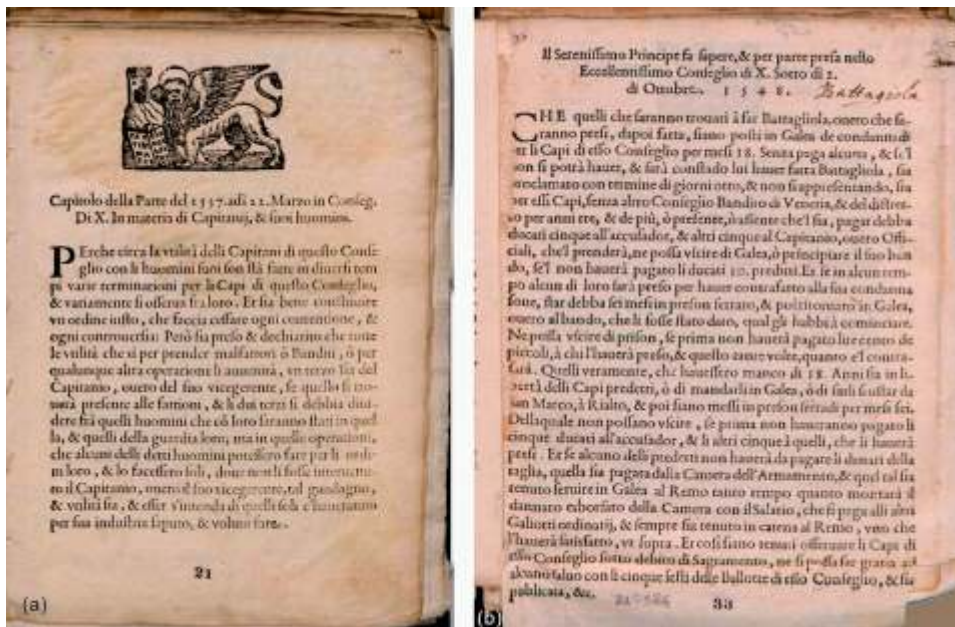 Capitolo della Parte del 1557. adi 22. Marzo in Conseg.
Di X. In materia di Capitanij, & suoi huomini.
PErche circa la vtilità delli Capitani di questo Conse
glio con li huomini suoi son stà fatte in diuersi tem
pi varie terminationi per li Capi di questo Conseglio,
& variamente si osserua fra loro. Et sia bene constituire
vn ordine iusto, che faccia cessare ogni contentione, &
ogni controuersia: Però sia preso & dechiarito che tutte
le vtilità che si per prender malfattori ò Banditi, ò per
qualunque altra operatione li auenirà, vn terzo sia del
Capitanio, ouero del suo vicegerente, se quello si tro-
uarà presente alle fattioni, & li dui terzi si debbia diui
dere frà quelli huomini che cõ loro saranno stati in quel
la, & quelli della guardia loro, ma in quelle operationi,
che alcuni delli detti huomini potessero fare per li
m loro, & lo facessero soli, doue non li fosse
to il Capitanio, ouero il suo vicegerente, tal guadagno,
& vtilità sia, & esser s'intenda di quelli soli c'haueranno
per sua industria saputo, & voluto fare.
21
(a)
Il Serenissimo Principe fa sapere, & per parte presa nello
Eccellentissimo Conseglio di X. Sotto di 2.
di Ottubre. 1548. Battagiola
CHE quelli che saranno trouati à far Battagliola, ouero che sa-
ranno presi, dapoi fatta, siano posti in Galea de condannadi
per li Capi di esso Conseglio per mesi 18. Senza paga alcuna, & se'l
non si potrà hauer, & sarà constado lui hauer fatta Battagliola, sia
proclamato con termine di giorni otto, & non si appresentando, sia
per essi Capi, senza altro Conseglio Bandito di Venetia, & del distret-
to per anni tre, & de più, ò presente, ò assente che'l sia, pagar debba
ducati cinque all'accusador, & altri cinque al Capitanio, ouero Offi-
ciali, che'l prenderà, ne possa vscire di Galea, ò principiare il suo ban
do, se'l non hauerà pagato li ducati 10. preditti. Et se in alcun tem-
po alcun di loro sarà preso per hauer contrafatto alla sua condanna
sone, star debba sei mesi in preson serrato, & poi ritornato in Galea,
ouero al bando, che li fosse stato dato, qual gli habbi à cominciare.
Ne possa vscire di prison, se prima non hauerà pagato lire cento de
piccoli, à chi l'hauerà preso, & questo tante volte, quanto el contra-
farà. Quelli veramente, che hauessero manco di 18. Anni sia in li-
bertà delli Capi predetti, ò di mandarli in Galea, ò di farli frustar da
san Marco, à Rialto, & poi siano messi in preson serradi per mesi sei.
Della quale non possano vscire, se prima non haueranno pagato li
cinque ducati all'accusador, & li altri cinque à quelli, che li hauerà
presi. Et se alcuno delli predetti non hauerà da pagare li danari della
taglia, quella sia pagata dalla Camera dell'Armamento, & quel tal sia
tenuto seruire in Galea al Remo tanto tempo quanto montarà il
dannaro esborsato della Camera con il Salario, che si paga alli altri
Galiotti ordinarij, & sempre sia tenuto in catena al Remo, vno che
l'hauerà satisfatto, vt supra. Et così siano tenuti osseruare li Capi di
esso Conseglio sotto debito di Sagramento, ne si possa far gratia ad
alcuno saluo con li cinque sesti delle Ballotte di esso Conseglio, & sia
publicata, &c.
33
(b)